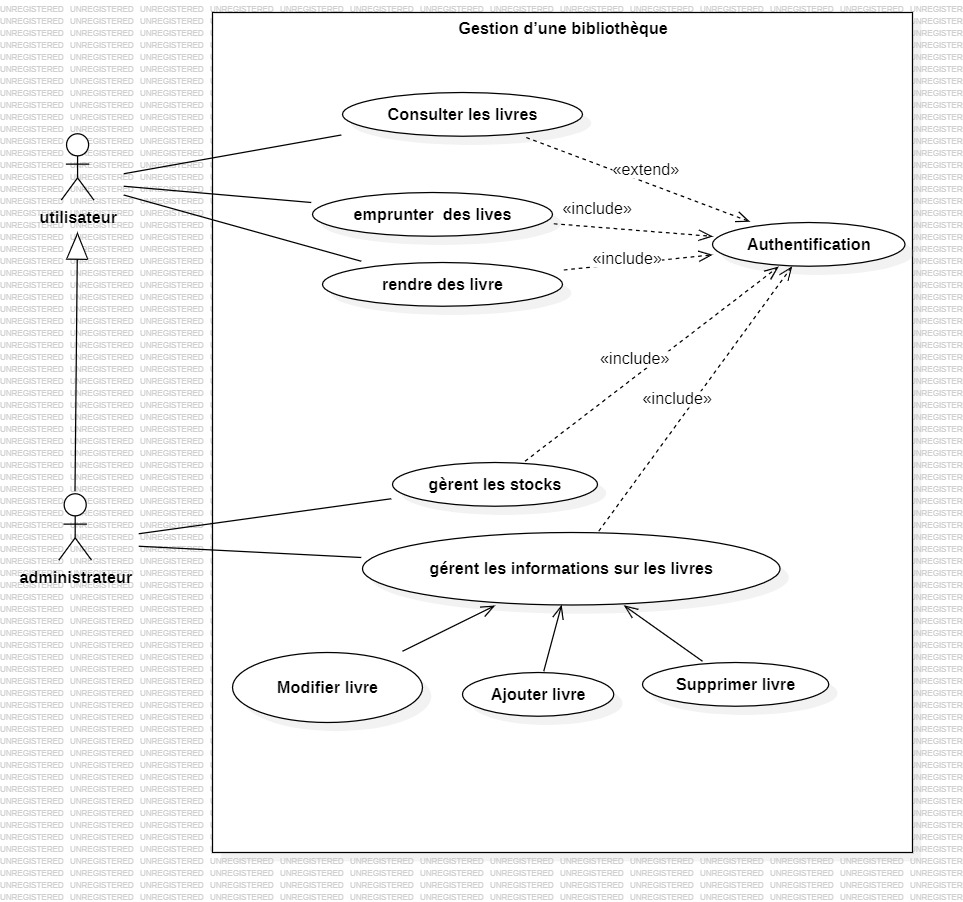 Gestion d'une bibliothèque
Consulter les livres
«extend»
utilisateur
emprunter  des lives
«include»
Authentification
rendre des livre
«include»
«include»
«include»
gèrent les stocks
administrateur
gérent les informations sur les livres
Modifier livre
Ajouter livre
Supprimer livre
UNREGISTERED